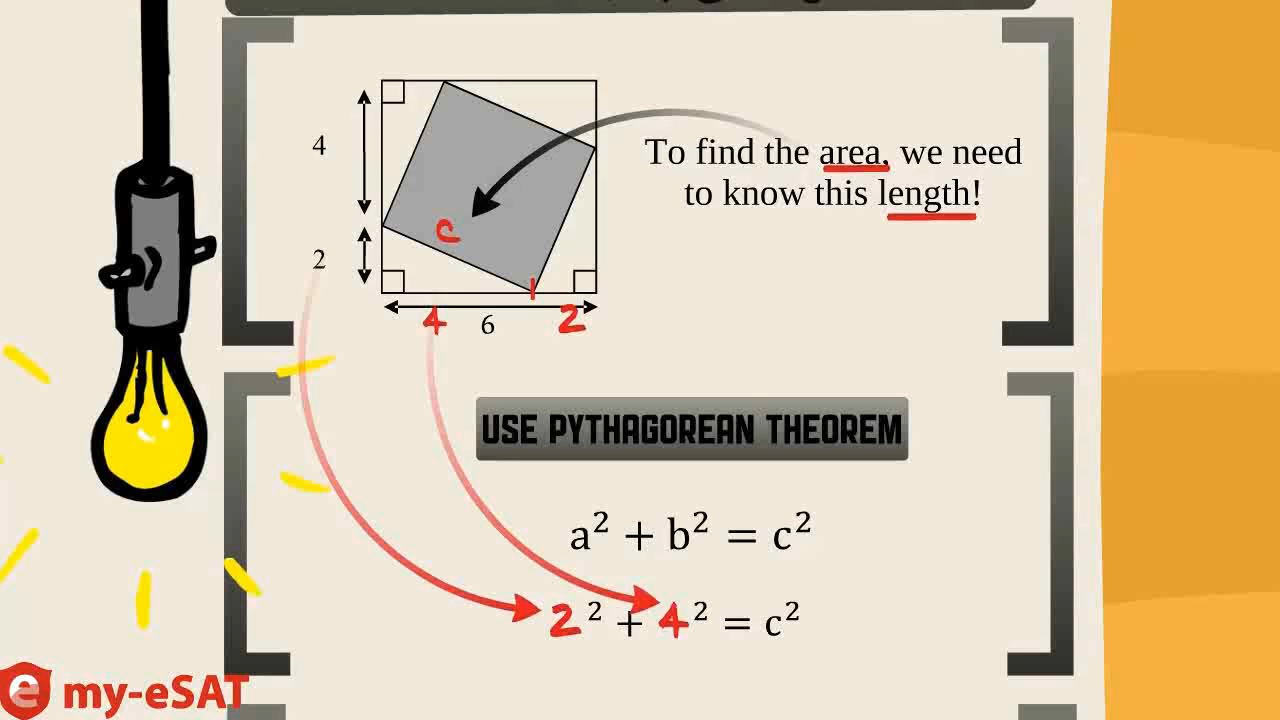 4
To find the area, we need
to know this length!
c
2
4 6 2
USE PYTHAGOREAN THEOREM
a² + b² = c²
2² + 4² = c²
e my-eSAT